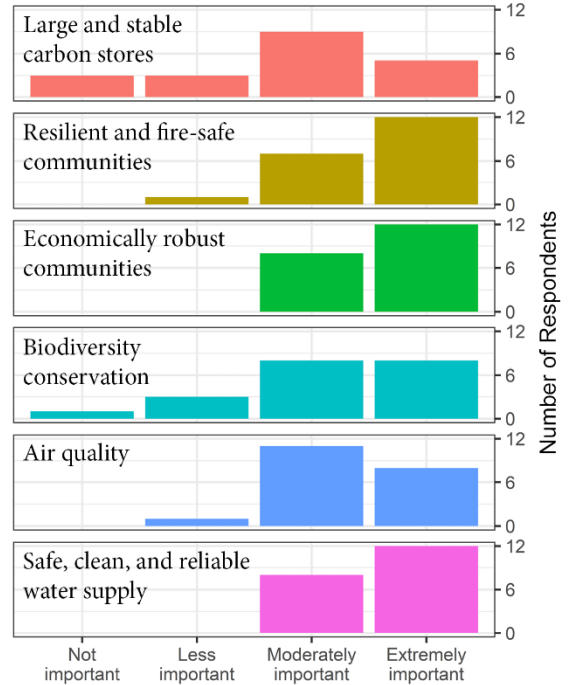 Large and stable
carbon stores
12
6
0
Resilient and fire-safe
communities
12
6
0
Economically robust
communities
12
6
0
Biodiversity
conservation
12
6
0
Air quality
12
6
0
Safe, clean, and reliable
water supply
12
6
0
Number of Respondents
Not
important
Less
important
Moderately
important
Extremely
important